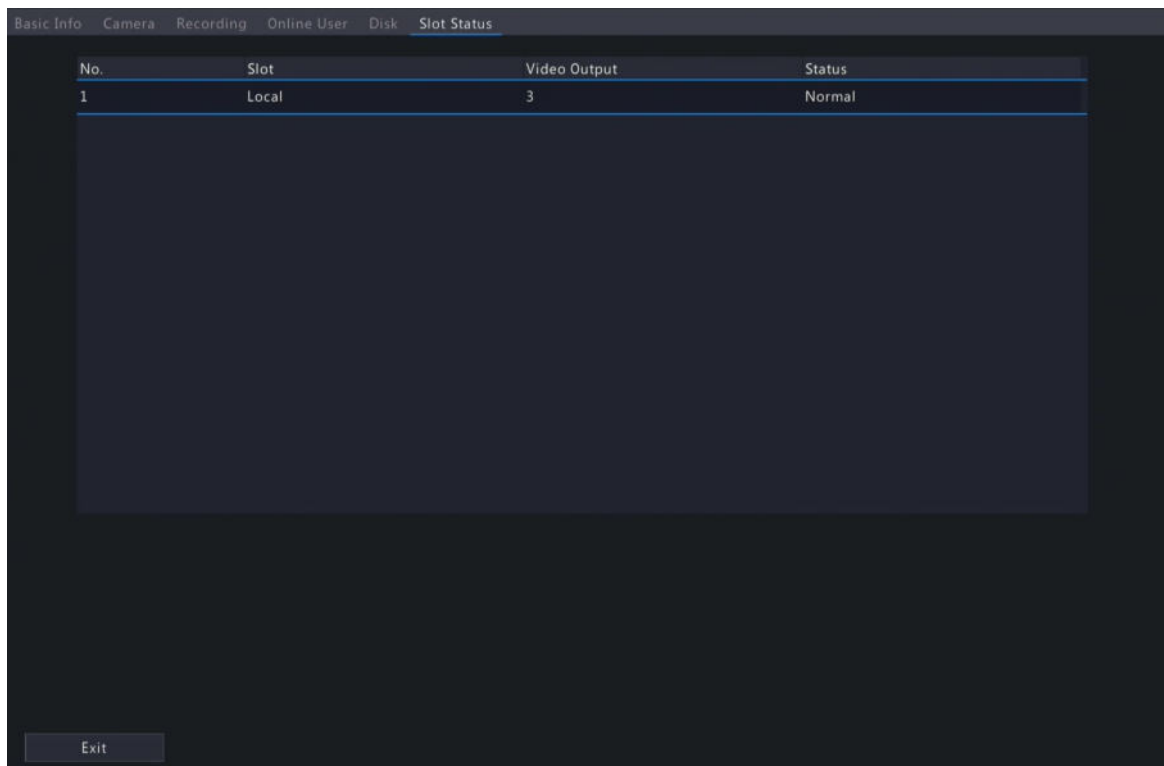 Basic Info Camera Recording Online User Disk Slot Status
No. Slot Video Output Status
1 Local 3 Normal
Exit